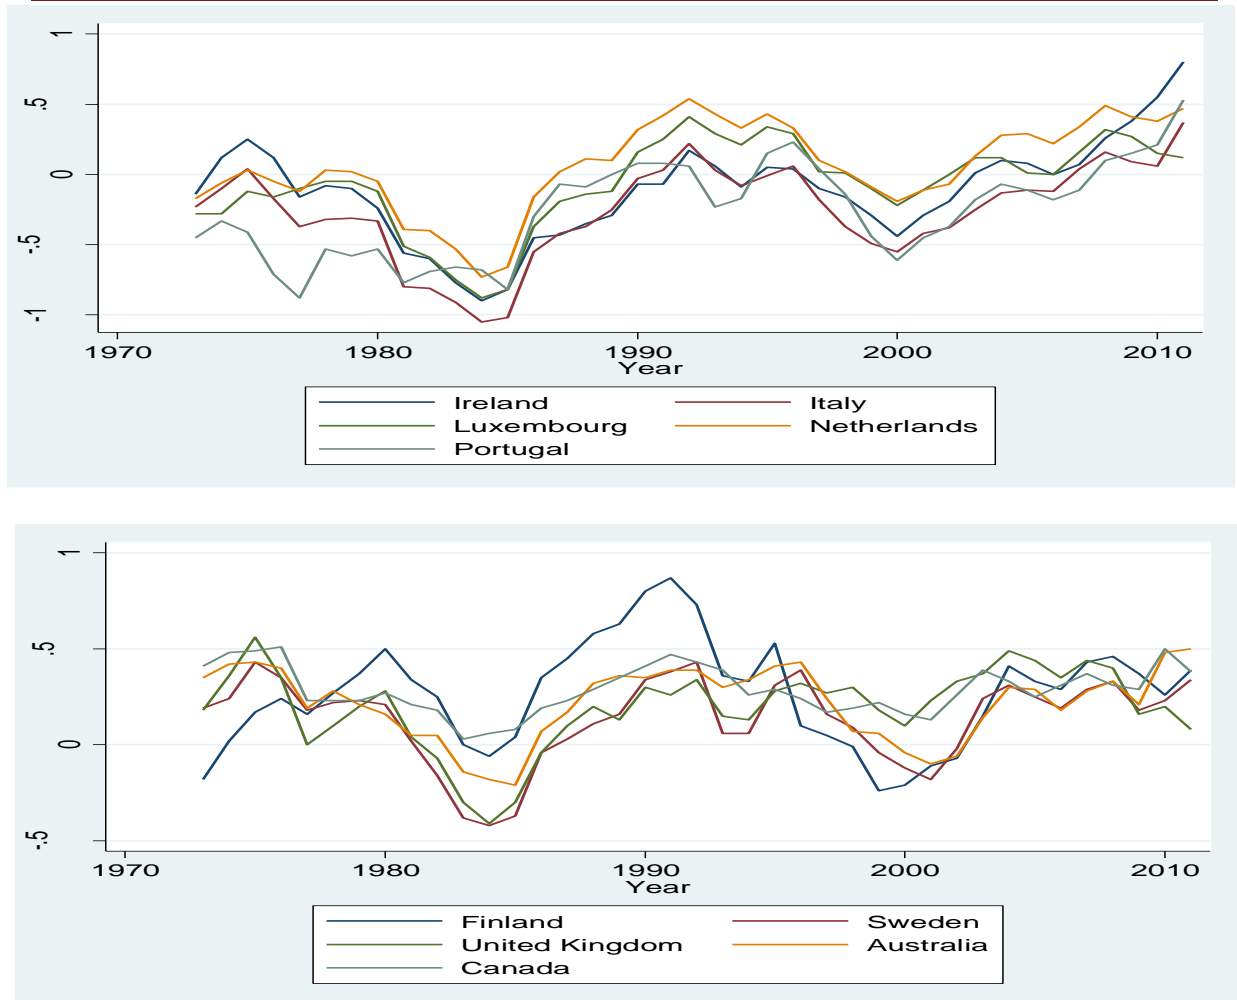 1
.5
0
-.5
-1
1970 1980 1990 2000 2010
Year
Ireland Italy
Luxembourg Netherlands
Portugal
1
.5
0
-.5
1970 1980 1990 2000 2010
Year
Finland Sweden
United Kingdom Australia
Canada